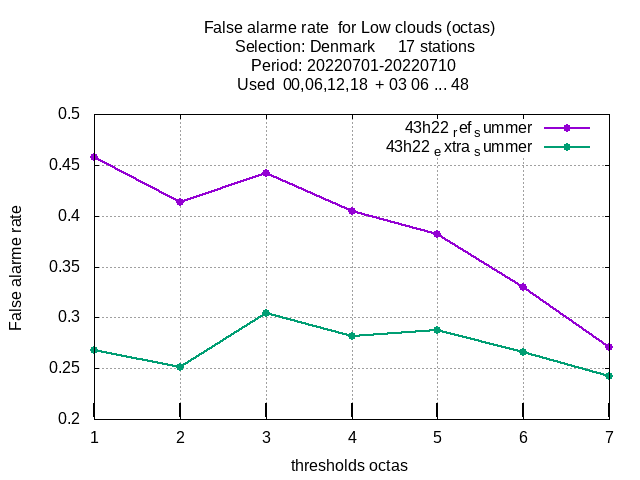 False alarme rate  for Low clouds (octas)
Selection: Denmark     17 stations
Period: 20220701-20220710
Used  00,06,12,18  + 03 06 ... 48
0.5
0.45
0.4
0.35
0.3
0.25
0.2
False alarme rate
43h22 ref summer
43h22 extra summer
1 2 3 4 5 6 7
thresholds octas